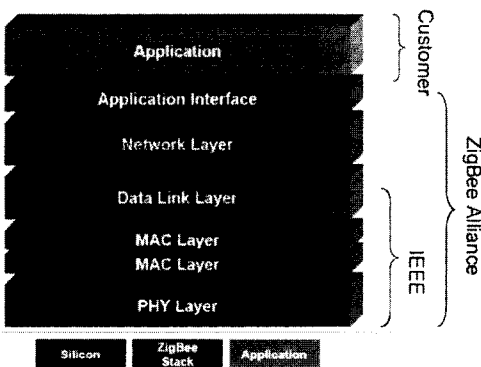 Application
Application Interface
Network Layer
Data Link Layer
MAC Layer
MAC Layer
PHY Layer
Customer
ZigBee Alliance
IEEE
Silicon
ZigBee
Stack
Application